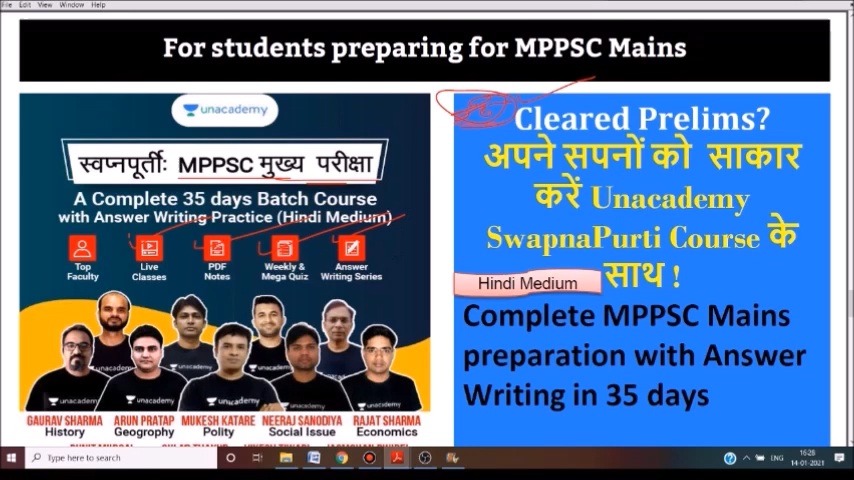 File Edit View Window Help
For students preparing for MPPSC Mains
unacademy
स्वप्नपूर्तीः MPPSC मुख्य परीक्षा
A Complete 35 days Batch Course
with Answer Writing Practice (Hindi Medium)
Top Faculty
Live Classes
PDF Notes
Weekly & Mega Quiz
Answer Writing Series
GAURAV SHARMA
History
ARUN PRATAP
Geography
MUKESH KATARE
Polity
NEERAJ SANODIYA
Social Issue
RAJAT SHARMA
Economics
Cleared Prelims?
अपने सपनों को साकार
करें Unacademy
SwapnaPurti Course के
साथ !
Hindi Medium
Complete MPPSC Mains
preparation with Answer
Writing in 35 days
Type here to search
ENG
16:28
14-01-2021